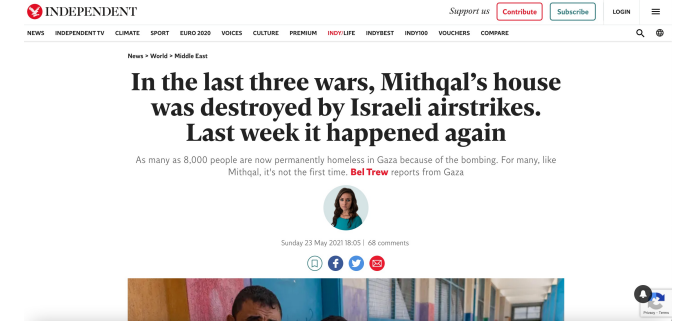 INDEPENDENT
Support us
Contribute
Subscribe
LOGIN
NEWS INDEPENDENT TV CLIMATE SPORT EURO 2020 VOICES CULTURE PREMIUM INDY/LIFE INDYBEST INDY100 VOUCHERS COMPARE
News > World > Middle East
In the last three wars, Mithqal’s house
was destroyed by Israeli airstrikes.
Last week it happened again
As many as 8,000 people are now permanently homeless in Gaza because of the bombing. For many, like
Mithqal, it's not the first time. Bel Trew reports from Gaza
Sunday 23 May 2021 18:05 | 68 comments
Privacy - Terms